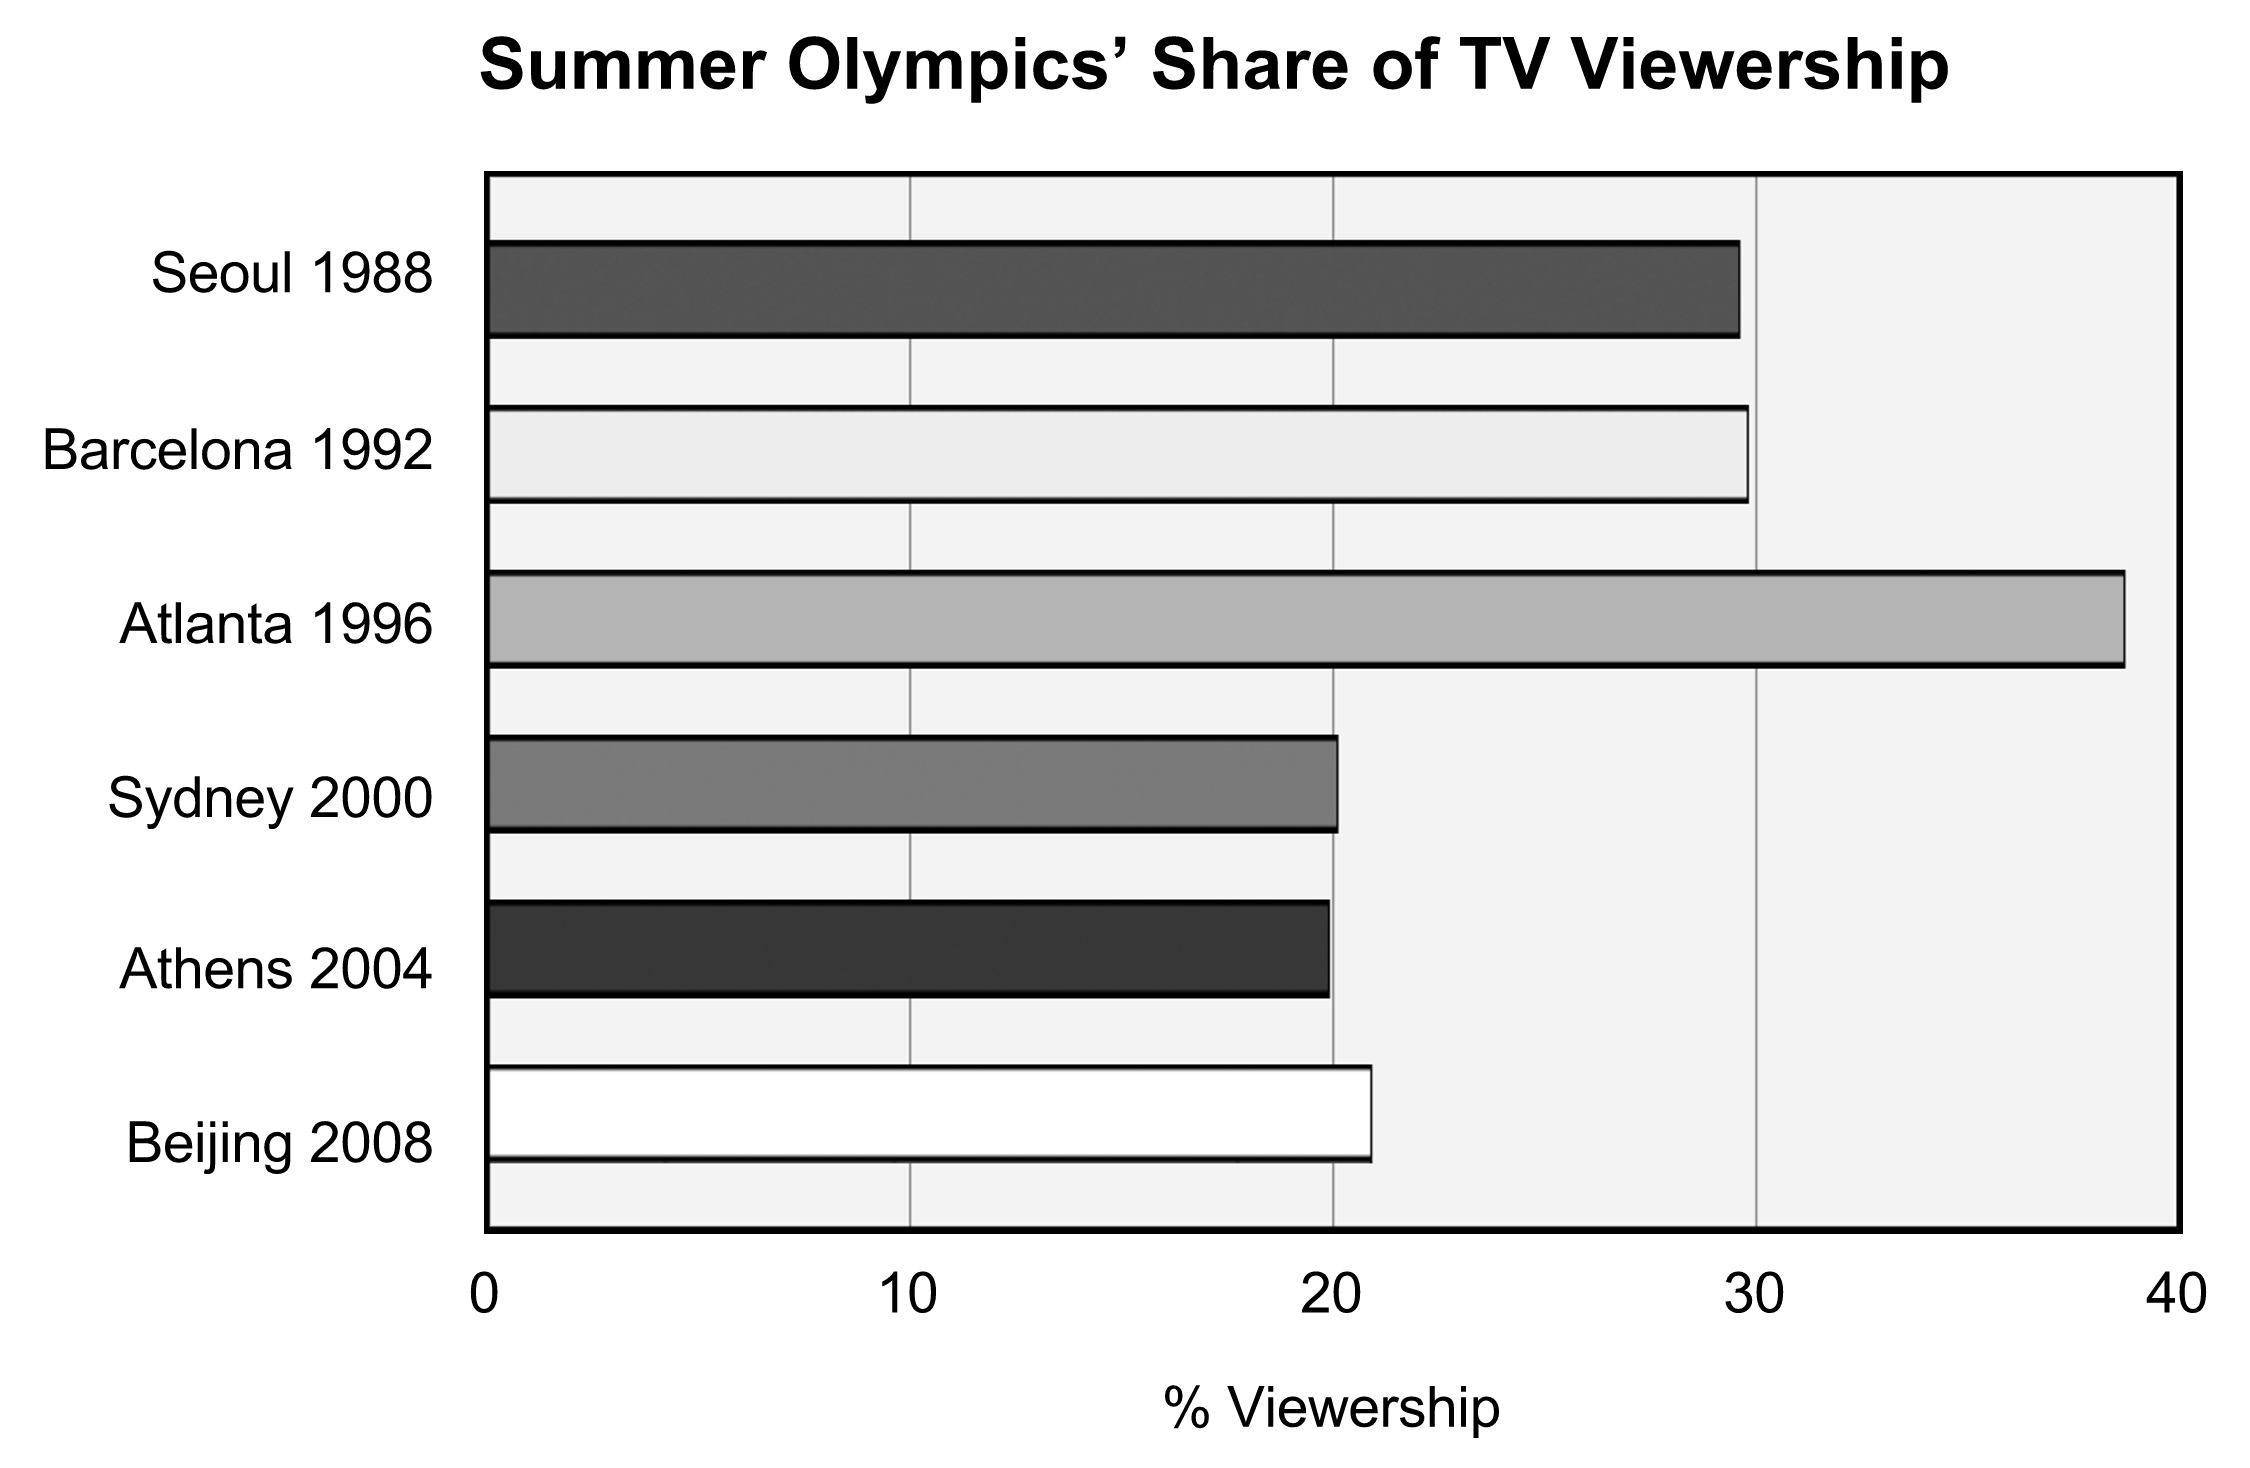 Summer Olympics’ Share of TV Viewership
Seoul 1988
Barcelona 1992
Atlanta 1996
Sydney 2000
Athens 2004
Beijing 2008
0 10 20 30 40
% Viewership